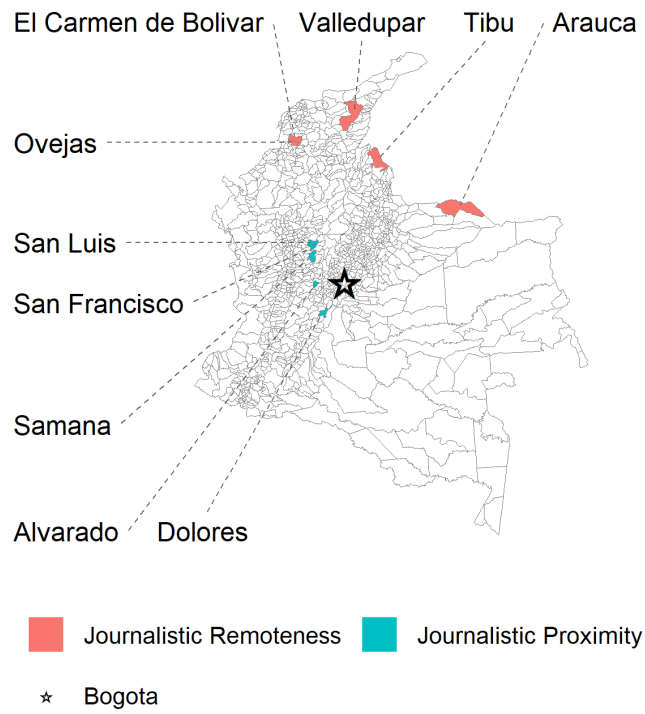 El Carmen de Bolivar Valledupar Tibu Arauca
Ovejas
San Luis
San Francisco
Samana
Alvarado Dolores
Journalistic Remoteness Journalistic Proximity
Bogota